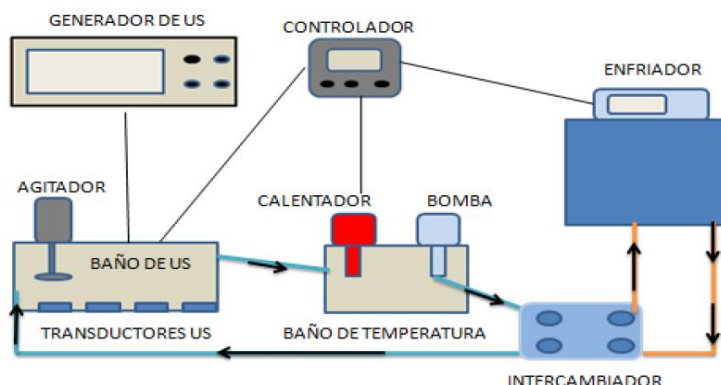 GENERADOR DE US
CONTROLADOR
ENFRIADOR
AGITADOR
CALENTADOR
BOMBA
BAÑO DE US
TRANSDUCTORES US
BAÑO DE TEMPERATURA
INTERCAMBIADOR